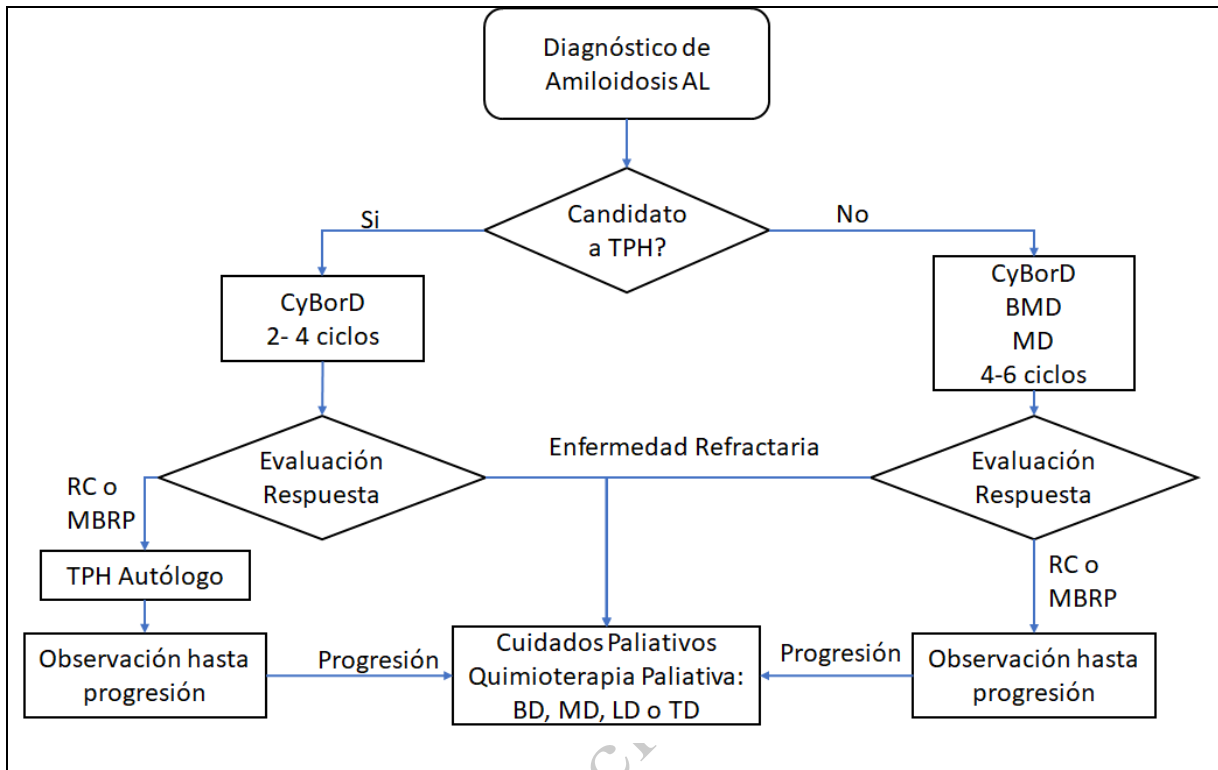 Diagnóstico de
Amiloidosis AL
Candidato
a TPH?
Si
No
CyBorD
2- 4 ciclos
CyBorD
BMD
MD
4-6 ciclos
Evaluación
Respuesta
Enfermedad Refractaria
Evaluación
Respuesta
RC o
MBRP
TPH Autólogo
RC o
MBRP
Observación hasta
progresión
Progresión
Cuidados Paliativos
Quimioterapia Paliativa:
BD, MD, LD o TD
Progresión
Observación hasta
progresión